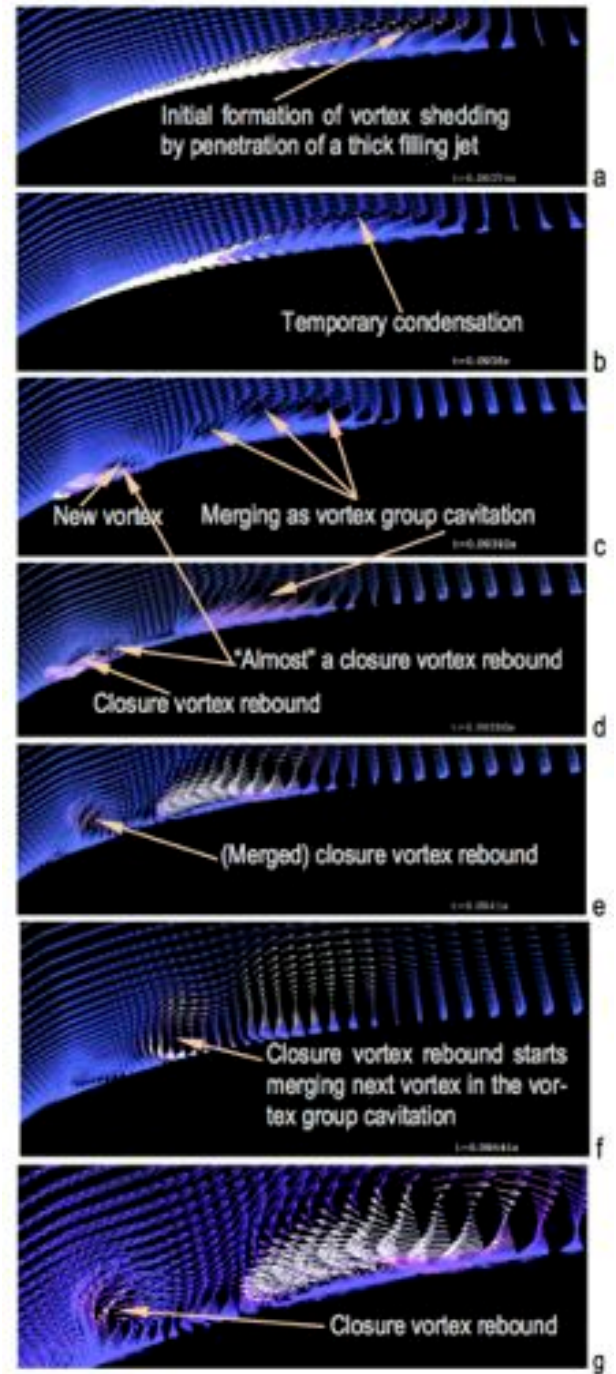 Initial formation of vortex shedding
by penetration of a thick filling jet
a
Temporary condensation
b
New vortex
Merging as vortex group cavitation
c
"Almost" a closure vortex rebound
Closure vortex rebound
d
(Merged) closure vortex rebound
e
Closure vortex rebound starts
merging next vortex in the vor-
tex group cavitation
f
Closure vortex rebound
g